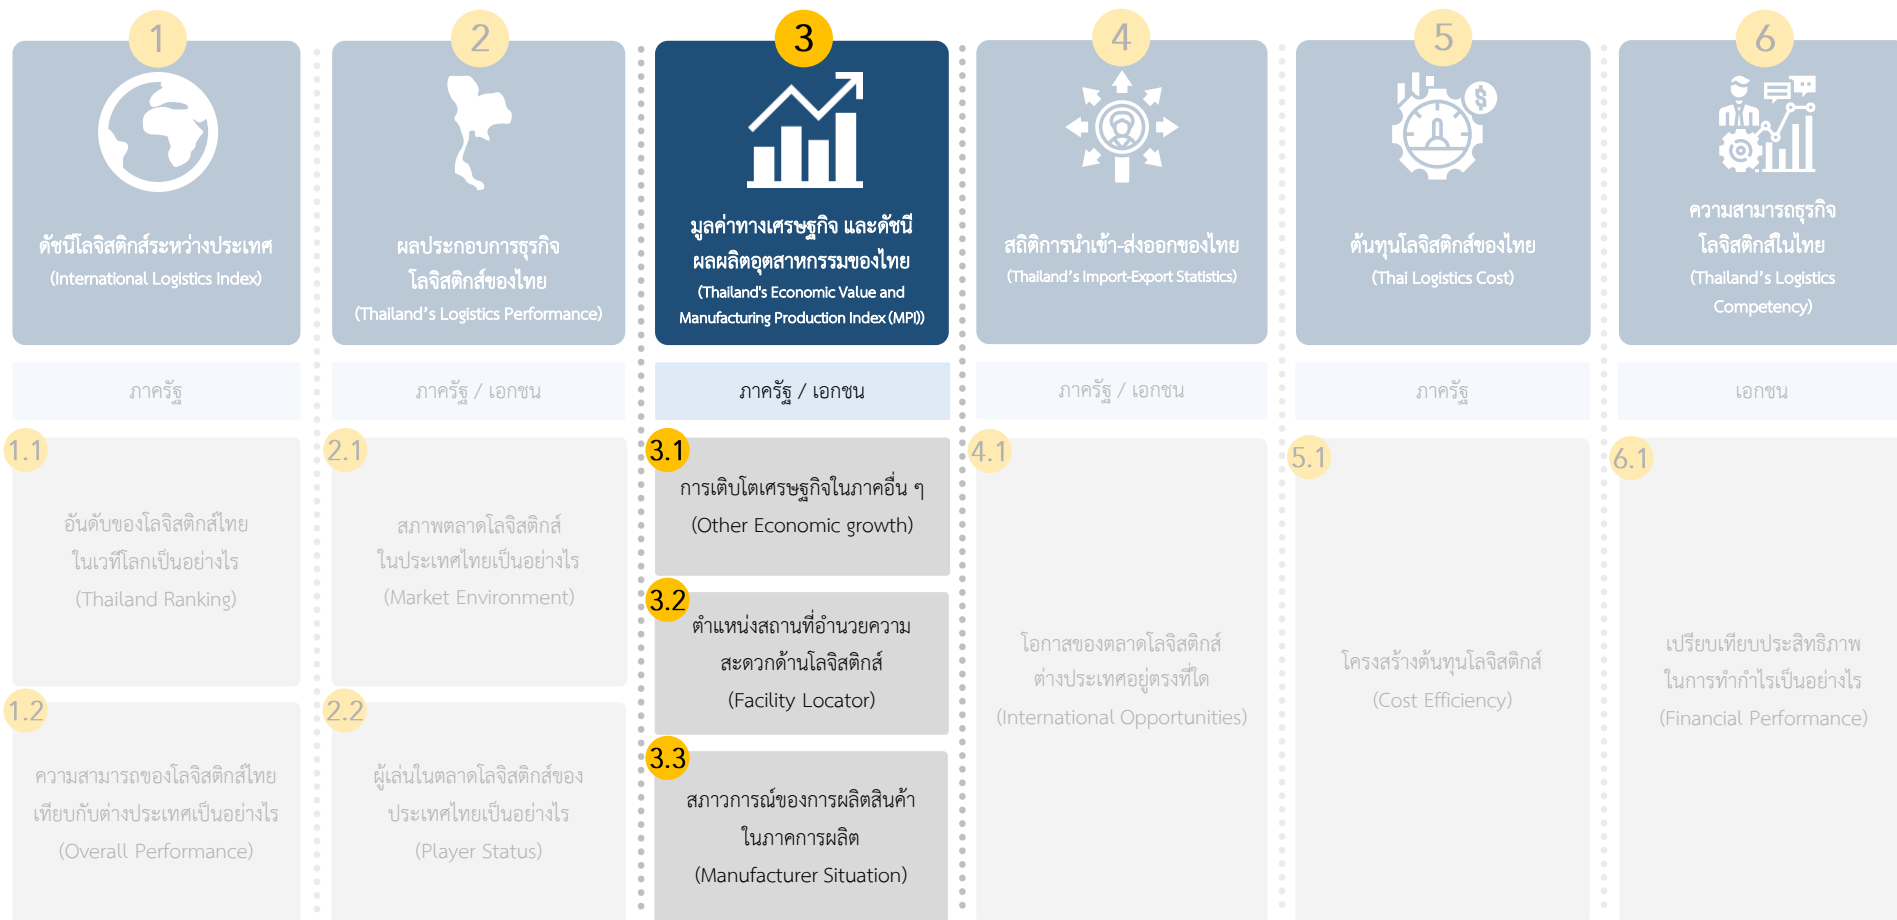 1
ดัชนีโลจิสติกส์ระหว่างประเทศ
(International Logistics Index)
ภาครัฐ
1.1
อันดับของโลจิสติกส์ไทย
ในเวทีโลกเป็นอย่างไร
(Thailand Ranking)
1.2
ความสามารถของโลจิสติกส์ไทย
เทียบกับต่างประเทศเป็นอย่างไร
(Overall Performance)
2
ผลประกอบการธุรกิจ
โลจิสติกส์ของไทย
(Thailand's Logistics Performance)
ภาครัฐ / เอกชน
2.1
สภาพตลาดโลจิสติกส์
ในประเทศไทยเป็นอย่างไร
(Market Environment)
2.2
ผู้เล่นในตลาดโลจิสติกส์ของ
ประเทศไทยเป็นอย่างไร
(Player Status)
3
มูลค่าทางเศรษฐกิจ และดัชนี
ผลผลิตอุตสาหกรรมของไทย
(Thailand's Economic Value and
Manufacturing Production Index (MPI))
ภาครัฐ / เอกชน
3.1
การเติบโตเศรษฐกิจในภาคอื่น ๆ
(Other Economic growth)
3.2
ตำแหน่งสถานที่อำนวยความ
สะดวกด้านโลจิสติกส์
(Facility Locator)
3.3
สภาวการณ์ของการผลิตสินค้า
ในภาคการผลิต
(Manufacturer Situation)
4
สถิติการนำเข้า-ส่งออกของไทย
(Thailand's Import-Export Statistics)
ภาครัฐ / เอกชน
4.1
โอกาสของตลาดโลจิสติกส์
ต่างประเทศอยู่ตรงที่ใด
(International Opportunities)
5
$
ต้นทุนโลจิสติกส์ของไทย
(Thai Logistics Cost)
ภาครัฐ
5.1
โครงสร้างต้นทุนโลจิสติกส์
(Cost Efficiency)
6
ความสามารถธุรกิจ
โลจิสติกส์ในไทย
(Thailand's Logistics
Competency)
เอกชน
6.1
เปรียบเทียบประสิทธิภาพ
ในการทำกำไรเป็นอย่างไร
(Financial Performance)